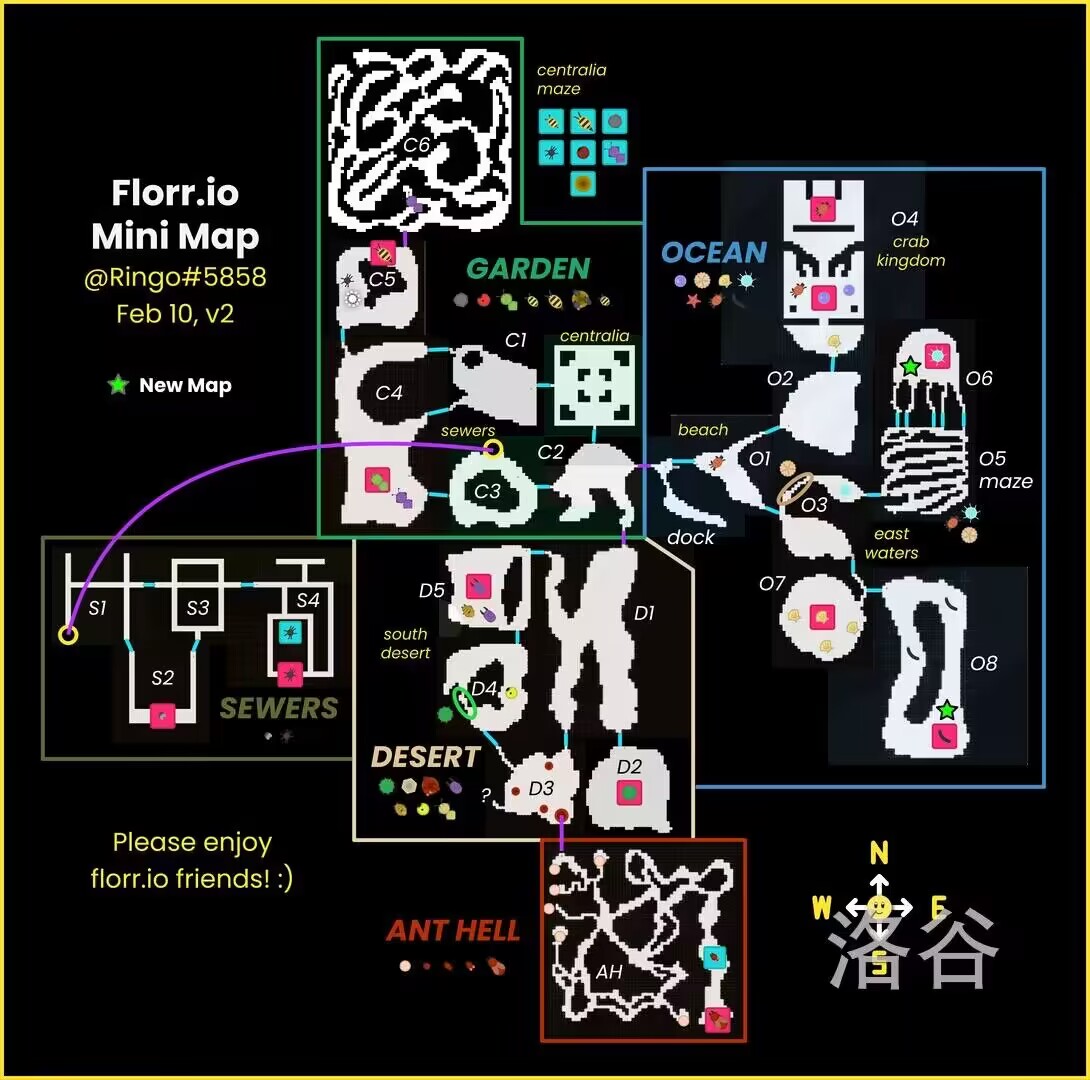 Florr.io
Mini Map
@Ringo#5858
Feb 10, v2
New Map
centralia
maze
C6
C5
GARDEN
C1
centralia
C4
sewers
C2
C3
OCEAN
O4
crab
kingdom
O2
O6
beach
O1
O5
maze
O3
dock
east
waters
O7
O8
S1
S3
S4
S2
SEWERS
D5
D1
south
desert
D4
DESERT
D2
D3
?
Please enjoy
florr.io friends! :)
ANT HELL
AH
N
W
E
S
洛谷